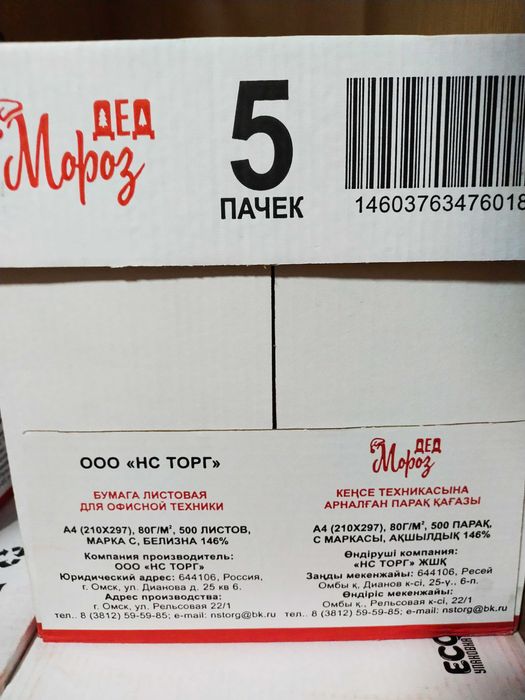 ДЕД
Мороз
5
ПАЧЕК
14603763476018
ООО «НС ТОРГ»
БУМАГА ЛИСТОВАЯ
ДЛЯ ОФИСНОЙ ТЕХНИКИ
А4 (210Х297), 80Г/М², 500 ЛИСТОВ,
МАРКА С, БЕЛИЗНА 146%
Компания производитель:
ООО «НС ТОРГ»
Юридический адрес: 644106, Россия,
г. Омск, ул. Дианова д. 25 кв 6.
Адрес производства:
г. Омск, ул. Рельсовая 22/1
тел.. 8 (3812) 59-59-85; e-mail: nstorg@bk.ru
ДЕД
Мороз
КЕҢСЕ ТЕХНИКАСЫНА
АРНАЛҒАН ПАРАҚ ҚАҒАЗЫ
А4 (210Х297), 80Г/М², 500 ПАРАҚ,
С МАРКАСЫ, АҚШЫЛДЫҚ 146%
Өндіруші компания:
«НС ТОРГ» ЖШҚ
Заңды мекенжайы: 644106, Ресей
Омбы қ., Дианов к-сі, 25-ү., 6-п.
Өндіріс мекенжайы:
Омбы қ., Рельсовая к-сі, 22/1
тел.. 8 (3812) 59-59-85; e-mail: nstorg@bk.ru
ECO
УПАКОВКА